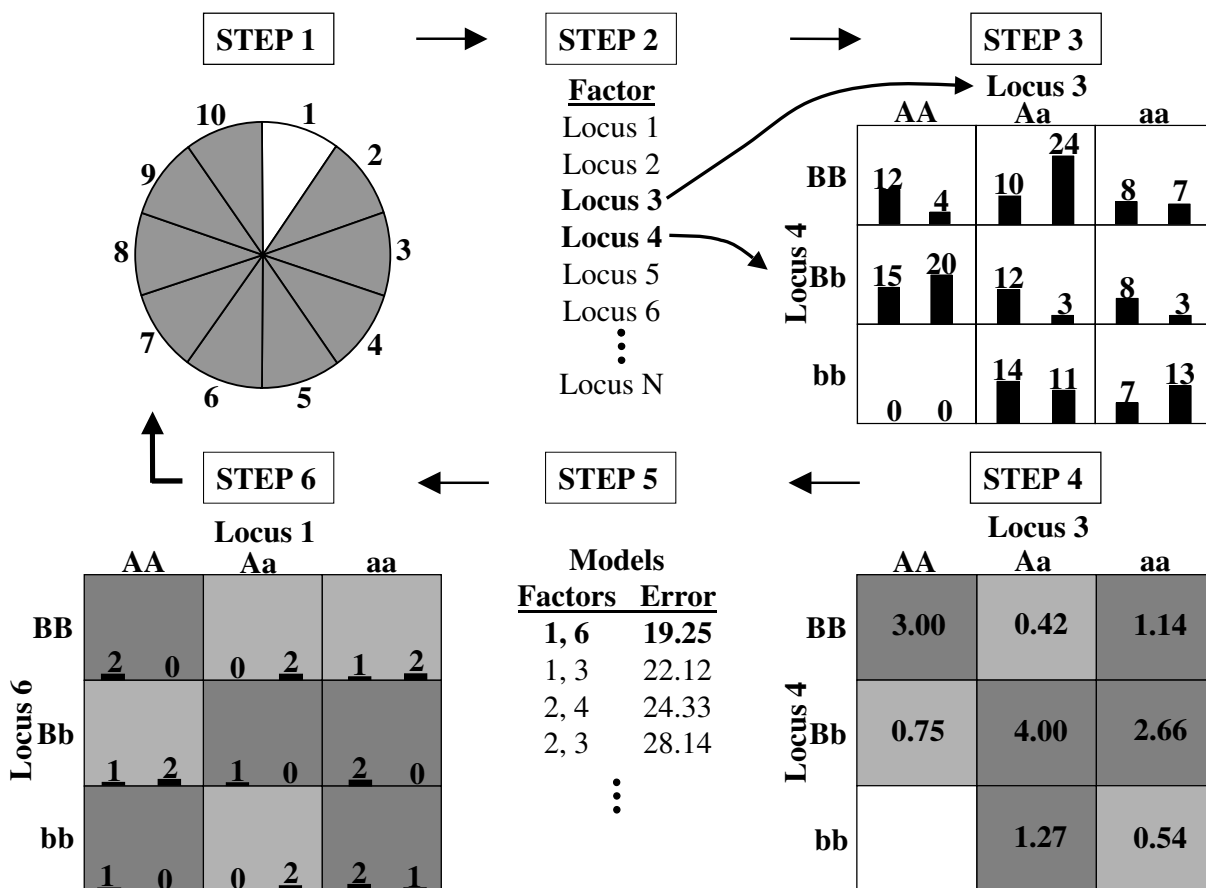 STEP 1
STEP 2
STEP 3
10 1
9 2
8 3
7 4
6 5
Factor
Locus 1
Locus 2
Locus 3
Locus 4
Locus 5
Locus 6
Locus N
Locus 3
AA Aa aa
Locus 4
BB 12 4 10 24 8 7
Bb 15 20 12 3 8 3
bb 0 0 14 11 7 13
STEP 6
STEP 5
STEP 4
Locus 1
AA Aa aa
Locus 6
BB 2 0 0 2 1 2
Bb 1 2 1 0 2 0
bb 1 0 0 2 2 1
Models
Factors Error
1, 6 19.25
1, 3 22.12
2, 4 24.33
2, 3 28.14
Locus 3
AA Aa aa
Locus 4
BB 3.00 0.42 1.14
Bb 0.75 4.00 2.66
bb 1.27 0.54